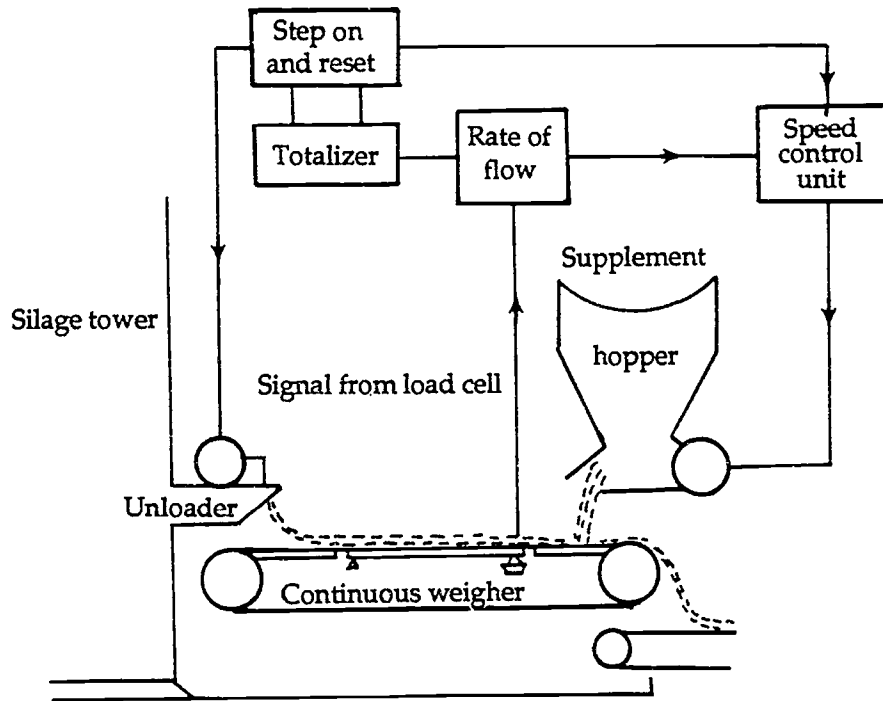 Step on
and reset
Totalizer
Rate of
flow
Speed
control
unit
Supplement
hopper
Silage tower
Signal from load cell
Unloader
Continuous weigher